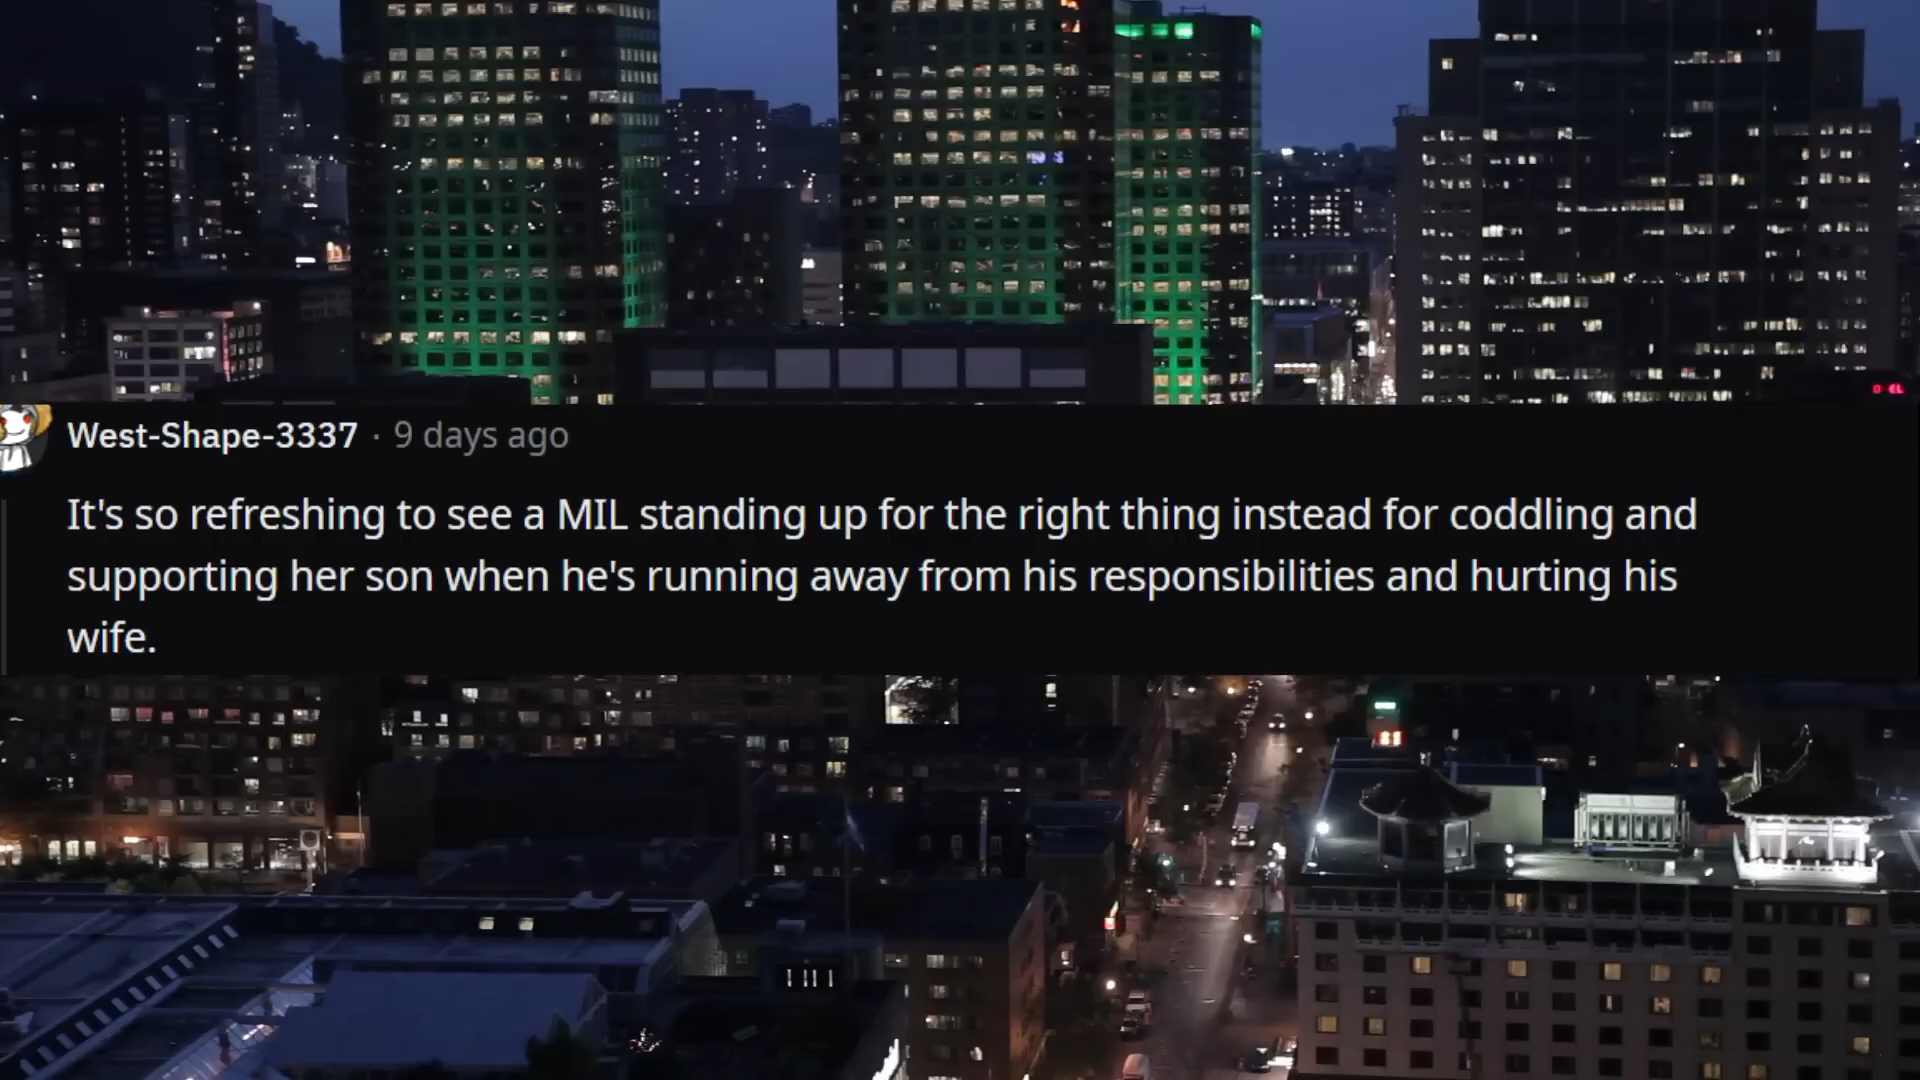 West-Shape-3337 · 9 days ago
It's so refreshing to see a MIL standing up for the right thing instead for coddling and
supporting her son when he's running away from his responsibilities and hurting his
wife.